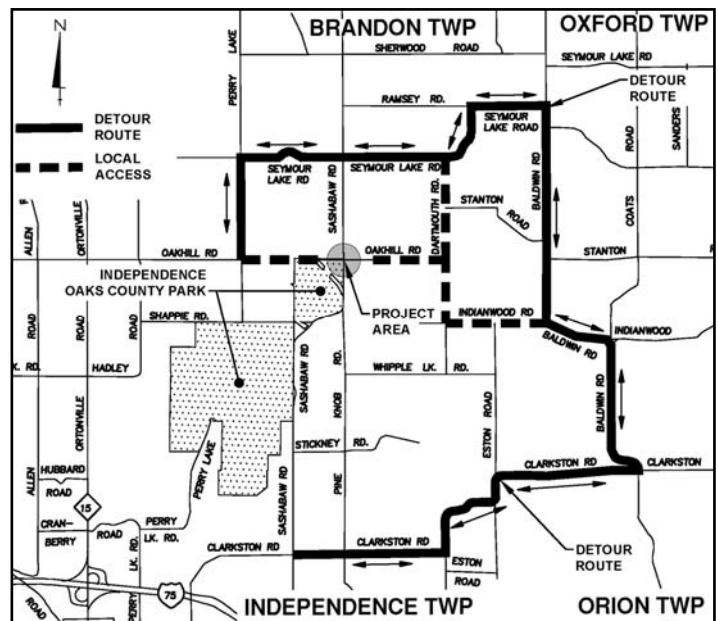 BRANDON TWP
OXFORD TWP
N
PERRY LAKE
SHERWOOD ROAD
SEYMOUR LAKE RD
RAMSEY RD.
DETOUR
ROUTE
DETOUR
ROUTE
LOCAL
ACCESS
SEYMOUR
LAKE ROAD
ROAD
SANDERS
SEYMOUR
LAKE RD
SEYMOUR LAKE RD
SASHABAW RD
DARTMOUTH RD.
BALDWIN RD
COATS
STANTON
ROAD
ALLEN
ORTONVILLE
OAKHILL RD
OAKHILL RD
STANTON
R
INDEPENDENCE
OAKS COUNTY PARK
PROJECT
AREA
INDIANWOOD RD
INDIANWOOD
SHAPPIE RD.
ROAD
ROAD
ROAD
BALDWIN RD
K. RD.
HADLEY
SASHABAW RD
KNOB RD.
WHIPPLE LK. RD.
ESTON ROAD
BALDWIN RD
ORTONVILLE
STICKNEY RD.
PERRY LAKE
ALLEN
HUBBARD
ROAD
SASHABAW RD
PINE
CLARKSTON RD
CLARKSTON
15
CRAN-
BERRY
ROAD
PERRY
LK. RD.
PERRY LK. RD.
CLARKSTON RD
CLARKSTON RD
ESTON
ROAD
DETOUR
ROUTE
75
ROAD
INDEPENDENCE TWP
ORION TWP